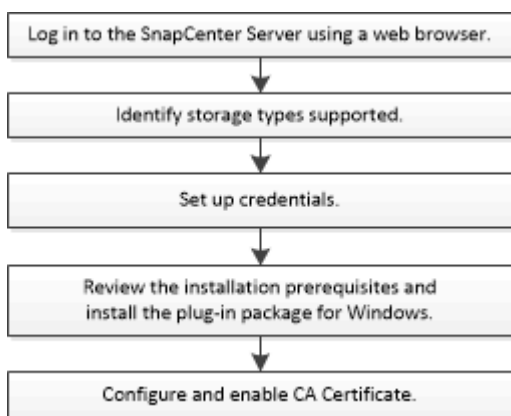 Log in to the SnapCenter Server using a web browser.
Identify storage types supported.
Set up credentials.
Review the installation prerequisites and
install the plug-in package for Windows.
Configure and enable CA Certificate.